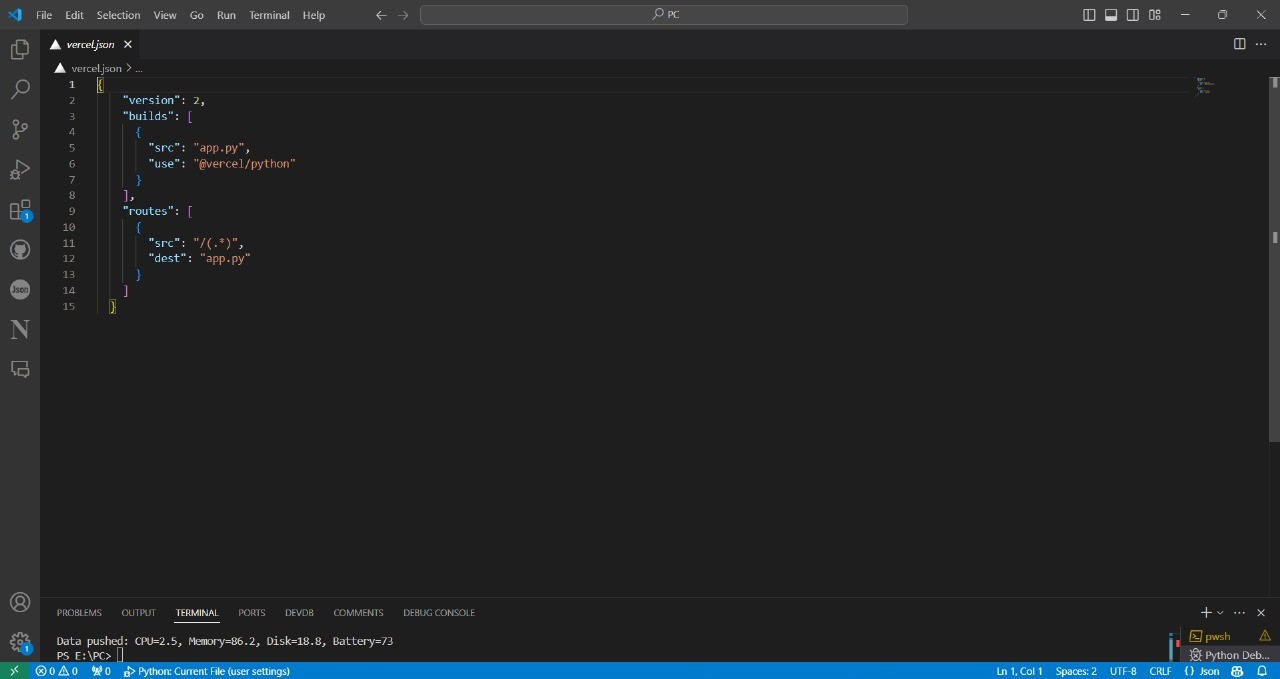 File Edit Selection View Go Run Terminal Help PC
vercel.json
vercel.json > ...
1 {
2 "version": 2,
3 "builds": [
4 {
5 "src": "app.py",
6 "use": "@vercel/python"
7 }
8 ],
9 "routes": [
10 {
11 "src": "/(.*)",
12 "dest": "app.py"
13 }
14 ]
15 }
1
Json
N
1
PROBLEMS OUTPUT TERMINAL PORTS DEVDB COMMENTS DEBUG CONSOLE
Data pushed: CPU=2.5, Memory=86.2, Disk=18.8, Battery=73
PS E:\PC>
pwsh
Python Deb...
0 0 0 Python: Current File (user settings) Ln 1, Col 1 Spaces: 2 UTF-8 CRLF {} Json